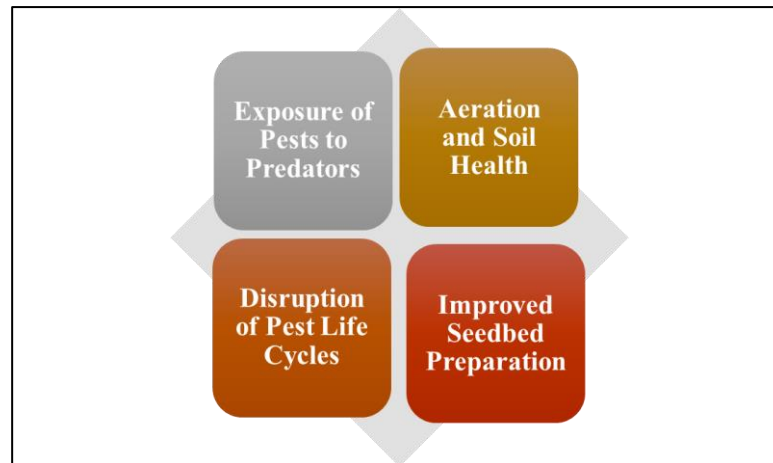 Exposure of
Pests to
Predators
Aeration
and Soil
Health
Disruption
of Pest Life
Cycles
Improved
Seedbed
Preparation